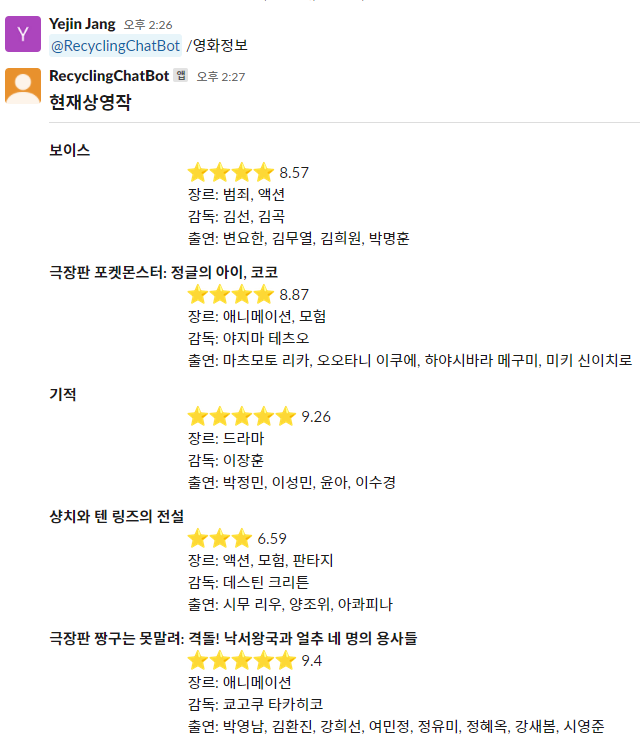 Y
Yejin Jang 오후 2:26
@RecyclingChatBot /영화정보
RecyclingChatBot 앱 오후 2:27
현재상영작
보이스
⭐⭐⭐⭐ 8.57
장르: 범죄, 액션
감독: 김선, 김곡
출연: 변요한, 김무열, 김희원, 박명훈
극장판 포켓몬스터: 정글의 아이, 코코
⭐⭐⭐⭐ 8.87
장르: 애니메이션, 모험
감독: 야지마 테츠오
출연: 마츠모토 리카, 오오타니 이쿠에, 하야시바라 메구미, 미키 신이치로
기적
⭐⭐⭐⭐⭐ 9.26
장르: 드라마
감독: 이장훈
출연: 박정민, 이성민, 윤아, 이수경
샹치와 텐 링즈의 전설
⭐⭐⭐ 6.59
장르: 액션, 모험, 판타지
감독: 데스틴 크리튼
출연: 시무 리우, 양조위, 아콰피나
극장판 짱구는 못말려: 격돌! 낙서왕국과 얼추 네 명의 용사들
⭐⭐⭐⭐⭐ 9.4
장르: 애니메이션
감독: 쿄고쿠 타카히코
출연: 박영남, 김환진, 강희선, 여민정, 정유미, 정혜옥, 강새봄, 시영준